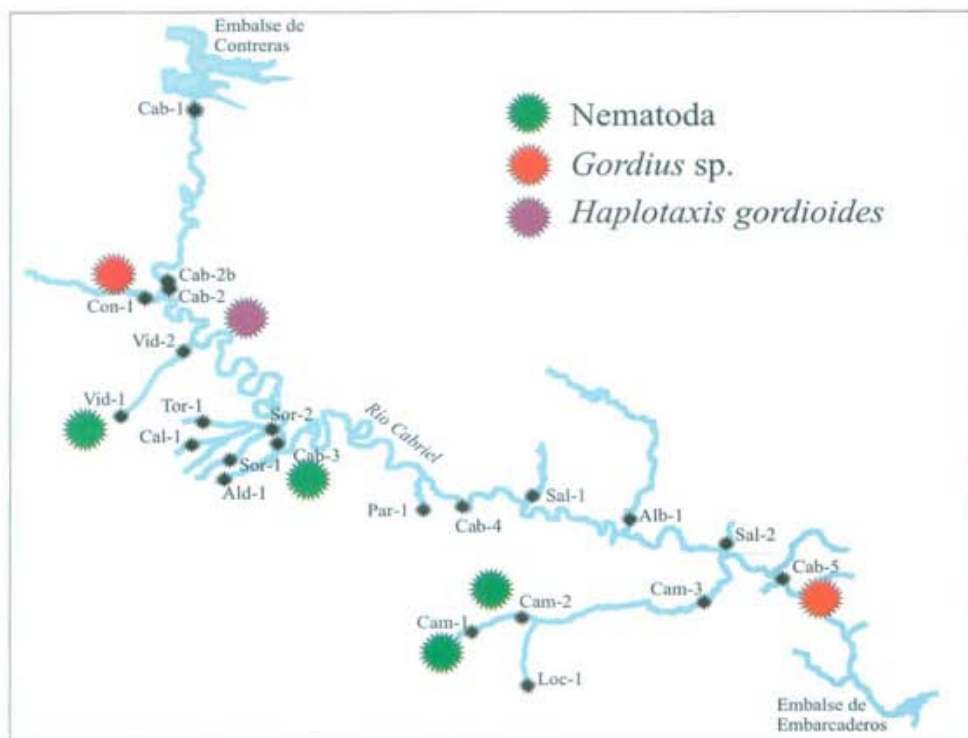 Embalse de
Contreras
Cab-1
Nematoda
Gordius sp.
Haplotaxis gordioides
Cab-2b
Cab-2
Con-1
Vid-2
Vid-1
Tor-1
Sor-2
Cal-1
Cab-3
Sor-1
Ald-1
Río Cabriel
Par-1
Cab-4
Sal-1
Alb-1
Sal-2
Cab-5
Cam-3
Cam-2
Cam-1
Loc-1
Embalse de
Embarcaderos